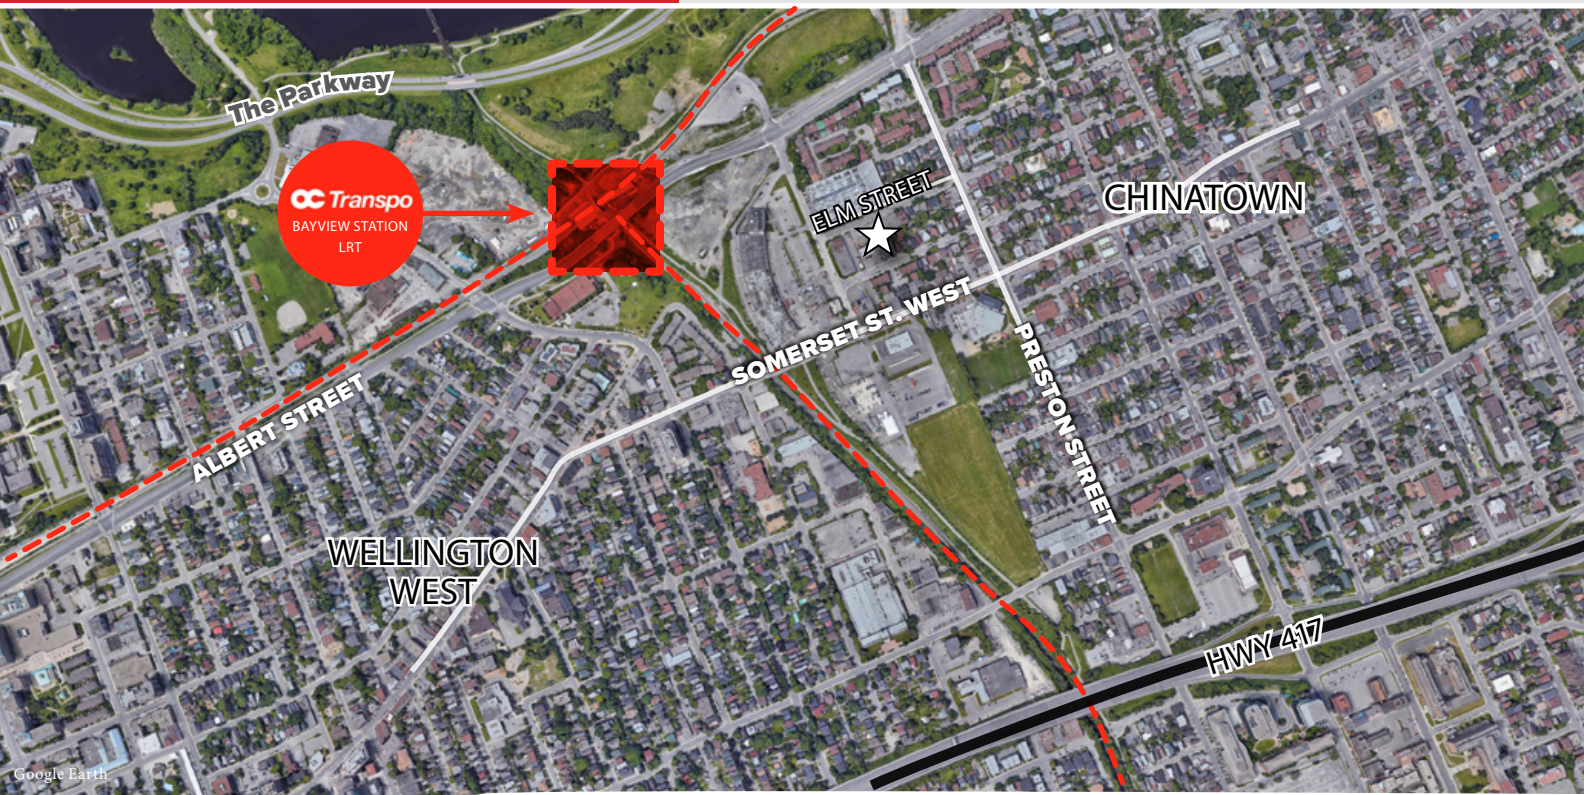 The Parkway
OC Transpo
BAYVIEW STATION
LRT
ELM STREET
CHINATOWN
SOMERSET ST. WEST
PRESTON STREET
ALBERT STREET
WELLINGTON
WEST
HWY 417
Google Earth